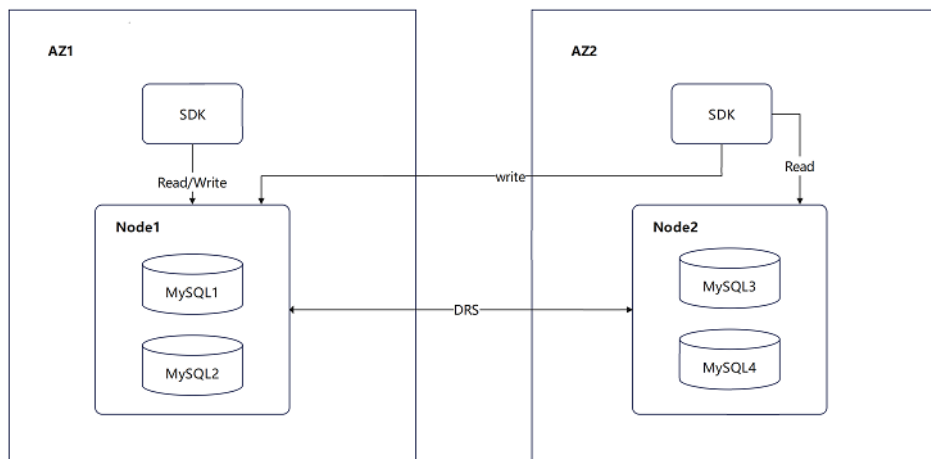 AZ1
AZ2
SDK
SDK
Read/Write
write
Read
Node1
Node2
MySQL1
MySQL3
DRS
MySQL2
MySQL4